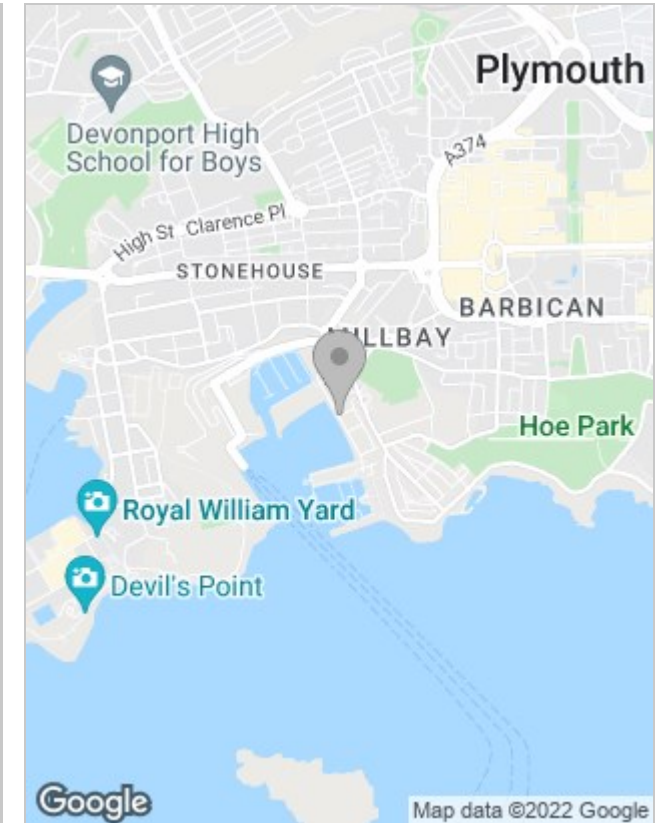 Plymouth
Devonport High
School for Boys
A374
High St
Clarence Pl
STONEHOUSE
BARBICAN
MILLBAY
Hoe Park
Royal William Yard
Devil's Point
Google
Map data ©2022 Google